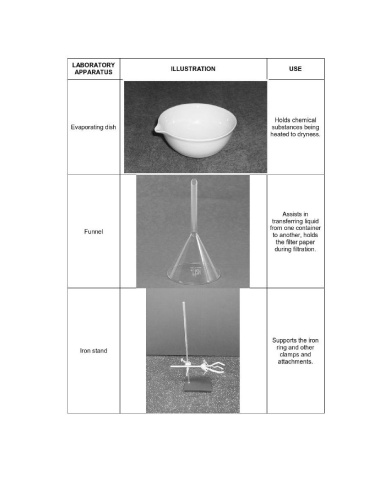 LABORATORY
APPARATUS
ILLUSTRATION
USE
Evaporating dish
Holds chemical
substances being
heated to dryness.
Funnel
Assists in
transferring liquid
from one container
to another, holds
the filter paper
during filtration.
Iron stand
Supports the iron
ring and other
clamps and
attachments.